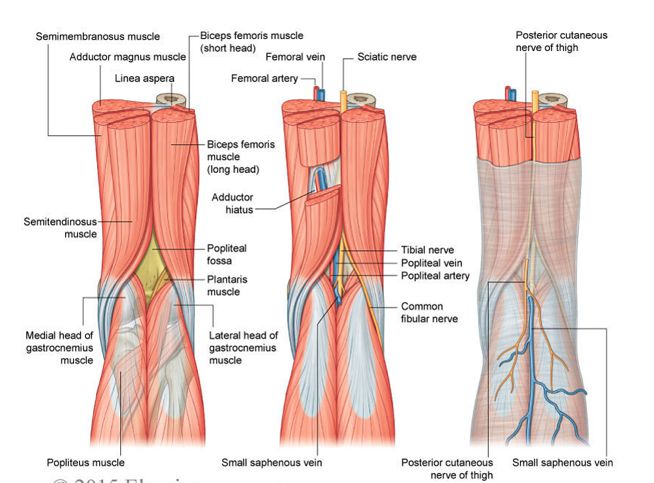 Semimembranosus muscle
Adductor magnus muscle
Linea aspera
Biceps femoris muscle
(short head)
Biceps femoris
muscle
(long head)
Semitendinosus
muscle
Popliteal
fossa
Plantaris
muscle
Medial head of
gastrocnemius
muscle
Lateral head of
gastrocnemius
muscle
Popliteus muscle
Femoral vein
Femoral artery
Sciatic nerve
Adductor
hiatus
Tibial nerve
Popliteal vein
Popliteal artery
Common
fibular nerve
Small saphenous vein
Posterior cutaneous
nerve of thigh
Posterior cutaneous
nerve of thigh
Small saphenous vein
© 2015